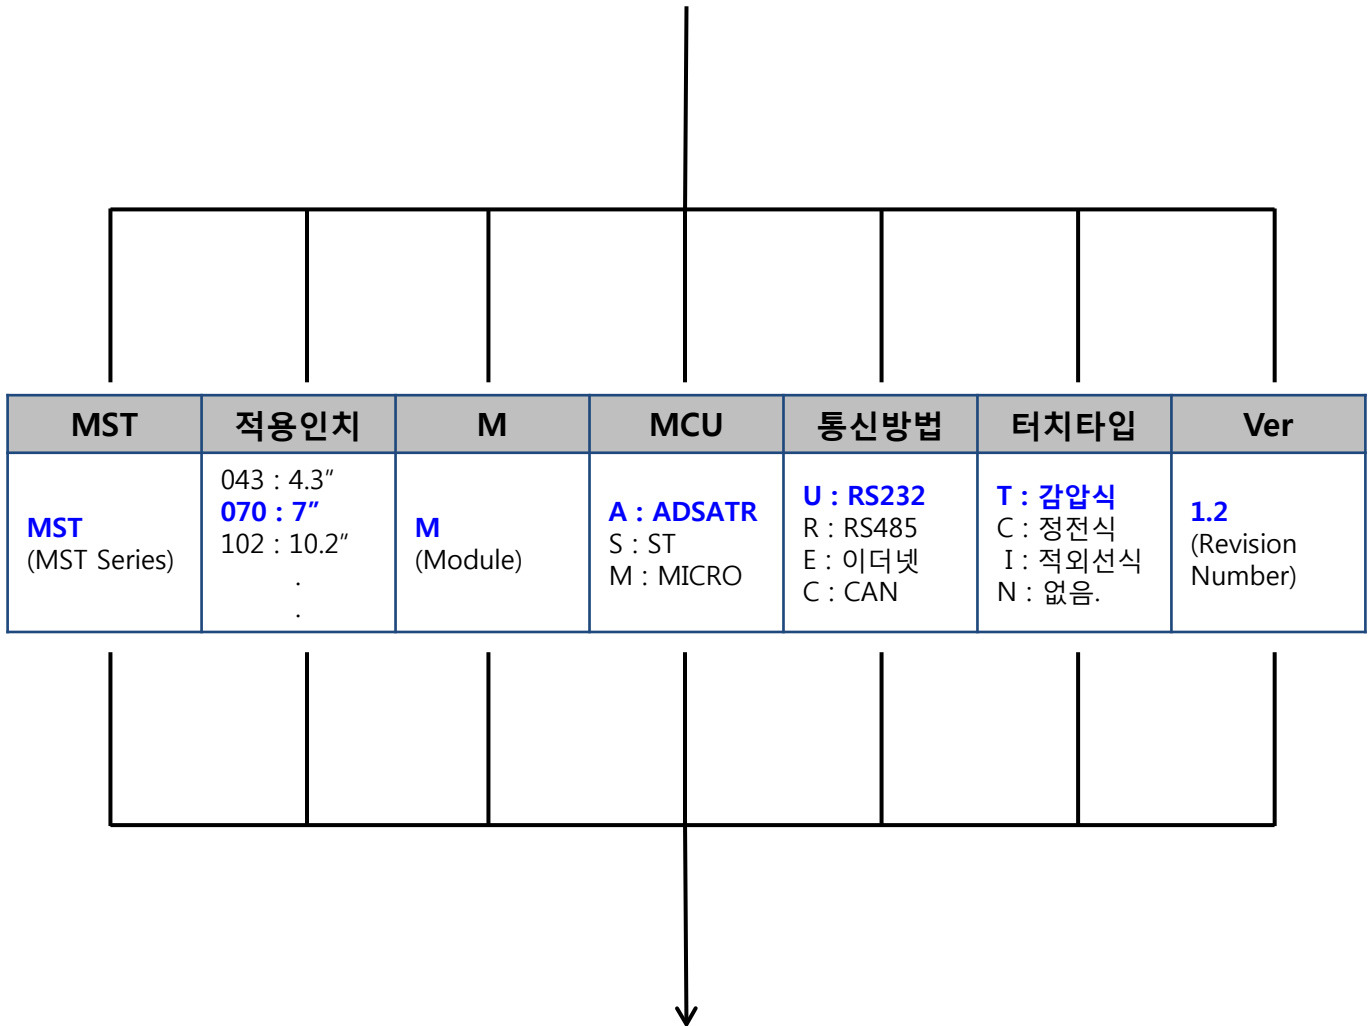 MST
적용인치
M
MCU
통신방법
터치타입
Ver
MST
(MST Series)
043 : 4.3″
070 : 7″
102 : 10.2″
.
.
M
(Module)
A : ADSATR
S : ST
M : MICRO
U : RS232
R : RS485
E : 이더넷
C : CAN
T : 감압식
C : 정전식
I : 적외선식
N : 없음.
1.2
(Revision
Number)